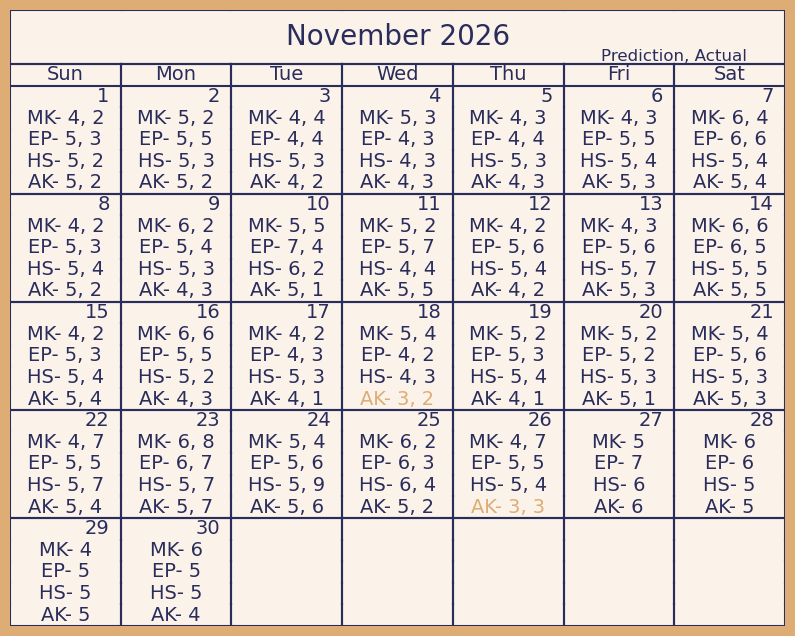 November 2026
Prediction, Actual
Sun Mon Tue Wed Thu Fri Sat
1 2 3 4 5 6 7
MK- 4, 2 MK- 5, 2 MK- 4, 4 MK- 5, 3 MK- 4, 3 MK- 4, 3 MK- 6, 4
EP- 5, 3 EP- 5, 5 EP- 4, 4 EP- 4, 3 EP- 4, 4 EP- 5, 5 EP- 6, 6
HS- 5, 2 HS- 5, 3 HS- 5, 3 HS- 4, 3 HS- 5, 3 HS- 5, 4 HS- 5, 4
AK- 5, 2 AK- 5, 2 AK- 4, 2 AK- 4, 3 AK- 4, 3 AK- 5, 3 AK- 5, 4
8 9 10 11 12 13 14
MK- 4, 2 MK- 6, 2 MK- 5, 5 MK- 5, 2 MK- 4, 2 MK- 4, 3 MK- 6, 6
EP- 5, 3 EP- 5, 4 EP- 7, 4 EP- 5, 7 EP- 5, 6 EP- 5, 6 EP- 6, 5
HS- 5, 4 HS- 5, 3 HS- 6, 2 HS- 4, 4 HS- 5, 4 HS- 5, 7 HS- 5, 5
AK- 5, 2 AK- 4, 3 AK- 5, 1 AK- 5, 5 AK- 4, 2 AK- 5, 3 AK- 5, 5
15 16 17 18 19 20 21
MK- 4, 2 MK- 6, 6 MK- 4, 2 MK- 5, 4 MK- 5, 2 MK- 5, 2 MK- 5, 4
EP- 5, 3 EP- 5, 5 EP- 4, 3 EP- 4, 2 EP- 5, 3 EP- 5, 2 EP- 5, 6
HS- 5, 4 HS- 5, 2 HS- 5, 3 HS- 4, 3 HS- 5, 4 HS- 5, 3 HS- 5, 3
AK- 5, 4 AK- 4, 3 AK- 4, 1 AK- 3, 2 AK- 4, 1 AK- 5, 1 AK- 5, 3
22 23 24 25 26 27 28
MK- 4, 7 MK- 6, 8 MK- 5, 4 MK- 6, 2 MK- 4, 7 MK- 5 MK- 6
EP- 5, 5 EP- 6, 7 EP- 5, 6 EP- 6, 3 EP- 5, 5 EP- 7 EP- 6
HS- 5, 7 HS- 5, 7 HS- 5, 9 HS- 6, 4 HS- 5, 4 HS- 6 HS- 5
AK- 5, 4 AK- 5, 7 AK- 5, 6 AK- 5, 2 AK- 3, 3 AK- 6 AK- 5
29 30
MK- 4 MK- 6
EP- 5 EP- 5
HS- 5 HS- 5
AK- 5 AK- 4